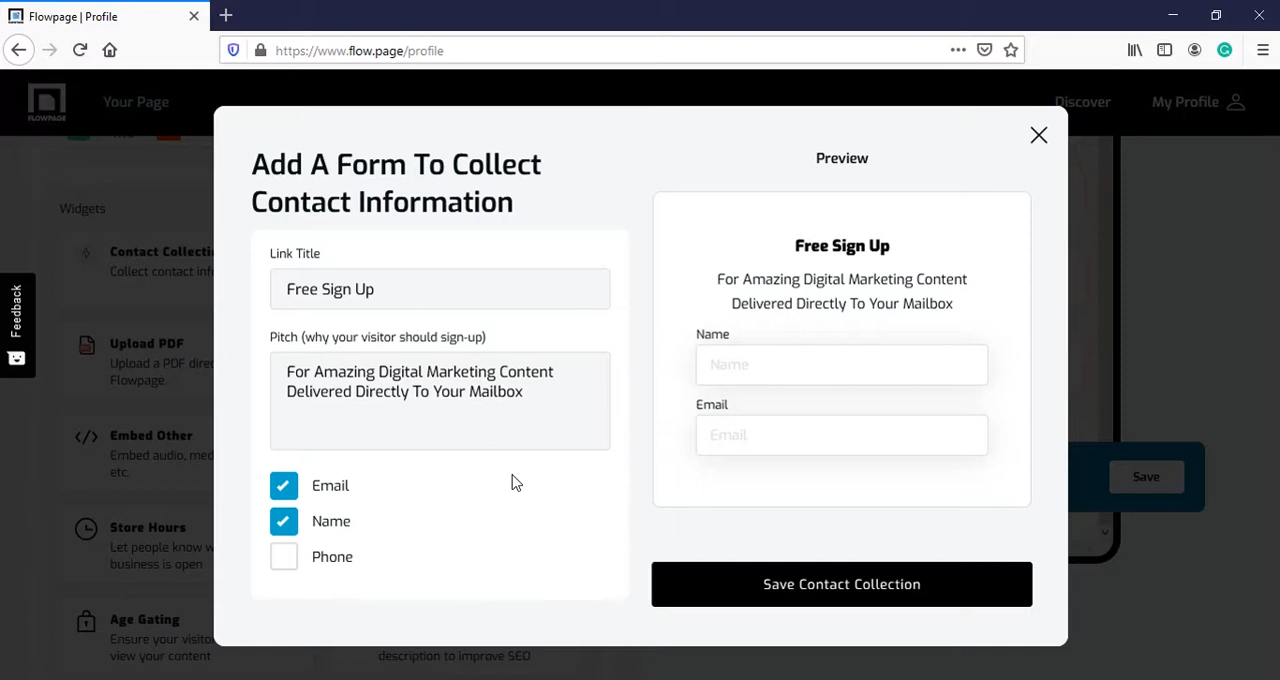 Flowpage | Profile
https://www.flow.page/profile
FLOWPAGE
Your Page
Discover
My Profile
Widgets
Contact Collecti
Collect contact inf
Upload PDF
Upload a PDF dire
Flowpage.
Embed Other
Embed audio, med
etc.
Store Hours
Let people know w
business is open
Age Gating
Ensure your visito
view your content
Feedback
Add A Form To Collect
Contact Information
Link Title
Free Sign Up
Pitch (why your visitor should sign-up)
For Amazing Digital Marketing Content
Delivered Directly To Your Mailbox
Email
Name
Phone
Preview
Free Sign Up
For Amazing Digital Marketing Content
Delivered Directly To Your Mailbox
Name
Name
Email
Email
Save Contact Collection
Save
description to improve SEO